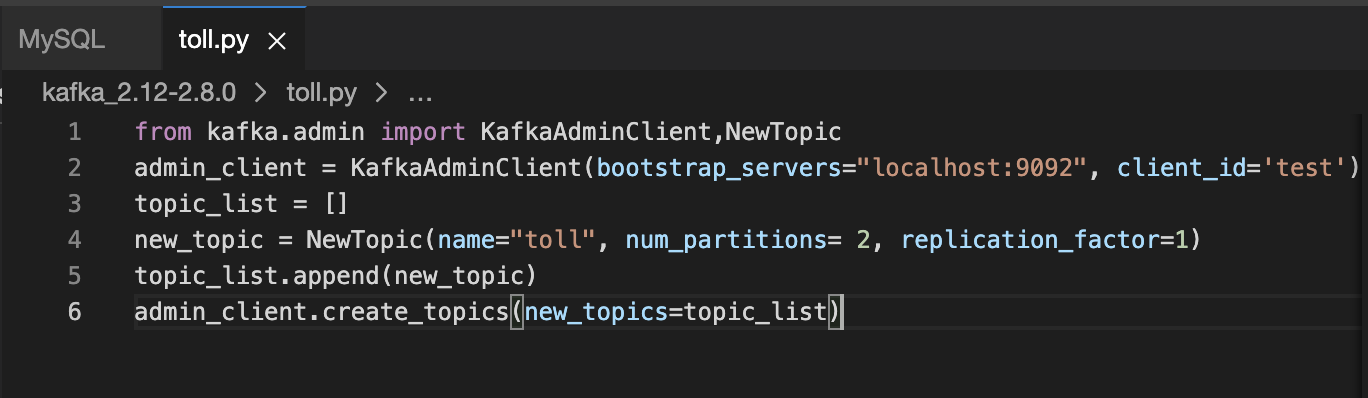 MySQL toll.py
kafka_2.12-2.8.0 > toll.py > ...
1 from kafka.admin import KafkaAdminClient,NewTopic
2 admin_client = KafkaAdminClient(bootstrap_servers="localhost:9092", client_id='test')
3 topic_list = []
4 new_topic = NewTopic(name="toll", num_partitions= 2, replication_factor=1)
5 topic_list.append(new_topic)
6 admin_client.create_topics(new_topics=topic_list)